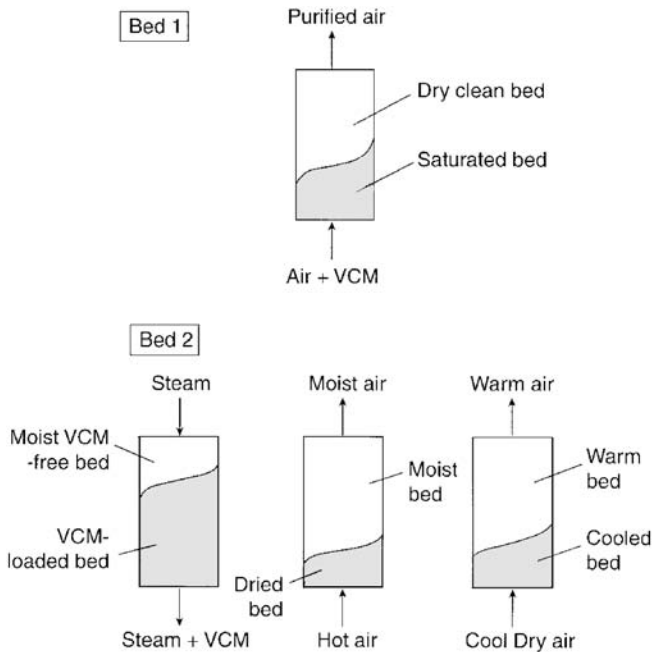 Bed 1
Purified air
Dry clean bed
Saturated bed
Air + VCM
Bed 2
Steam
Moist VCM
-free bed
VCM-
loaded bed
Steam + VCM
Moist air
Moist
bed
Dried
bed
Hot air
Warm air
Warm
bed
Cooled
bed
Cool Dry air